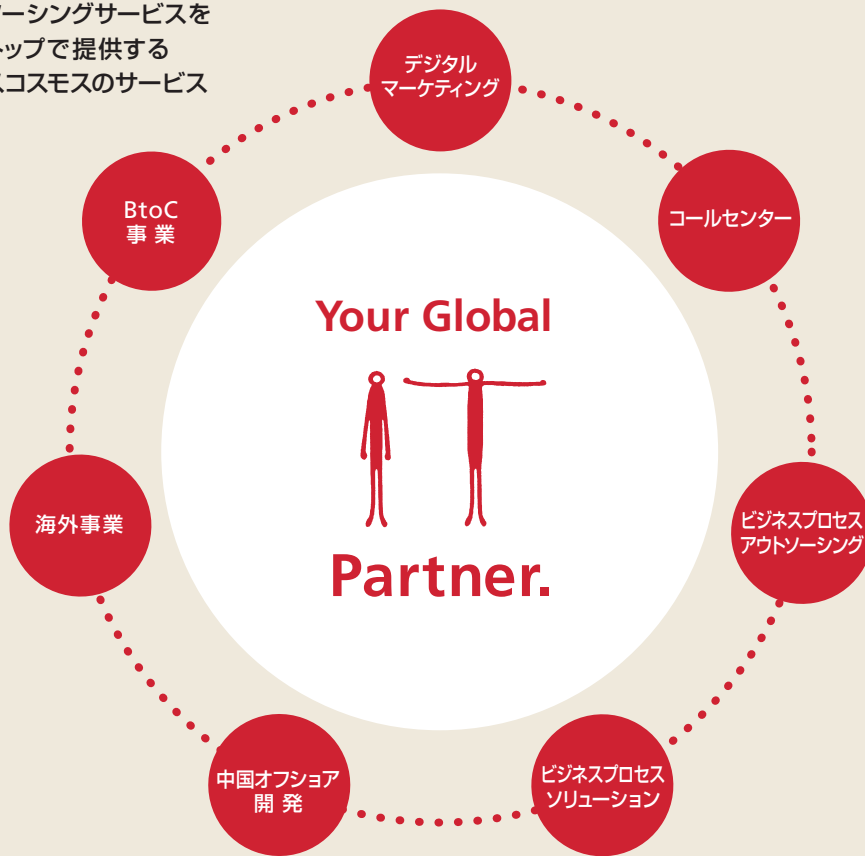 ソーシングサービスを
トップで提供する
スコスモスのサービス
デジタル
マーケティング
コールセンター
ビジネスプロセス
アウトソーシング
ビジネスプロセス
ソリューション
中国オフショア
開発
海外事業
BtoC
事業
Your Global
IT
Partner.